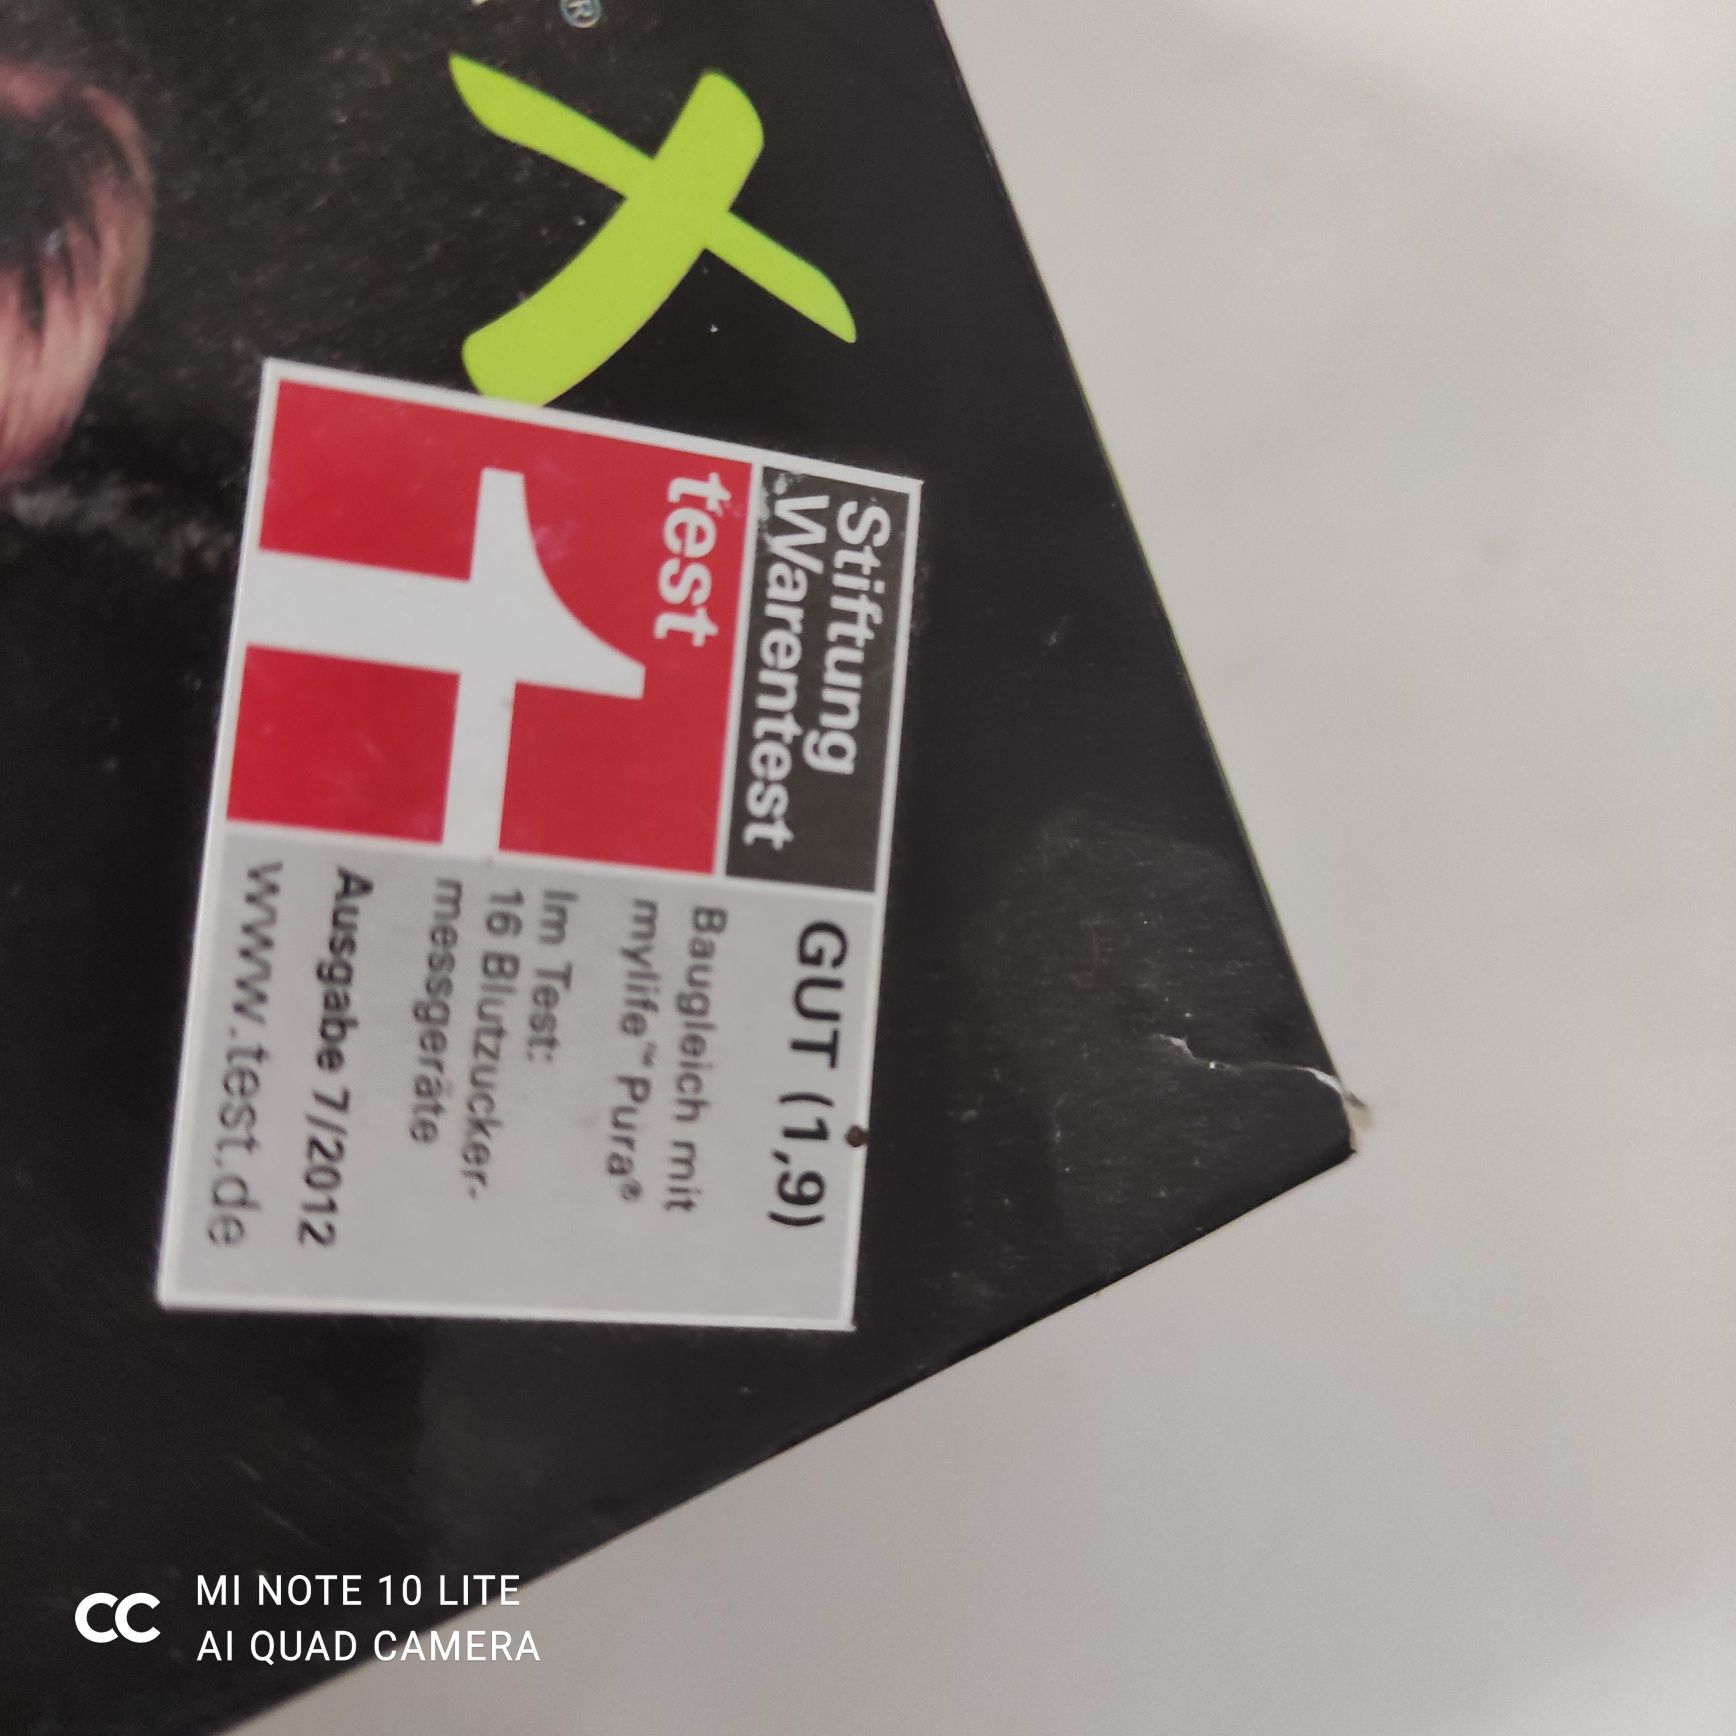 ®
Stiftung
Warentest
test
GUT (1,9)
Baugleich mit
mylife™ Pura®
Im Test:
16 Blutzucker-
messgeräte
Ausgabe 7/2012
www.test.de
MI NOTE 10 LITE
AI QUAD CAMERA